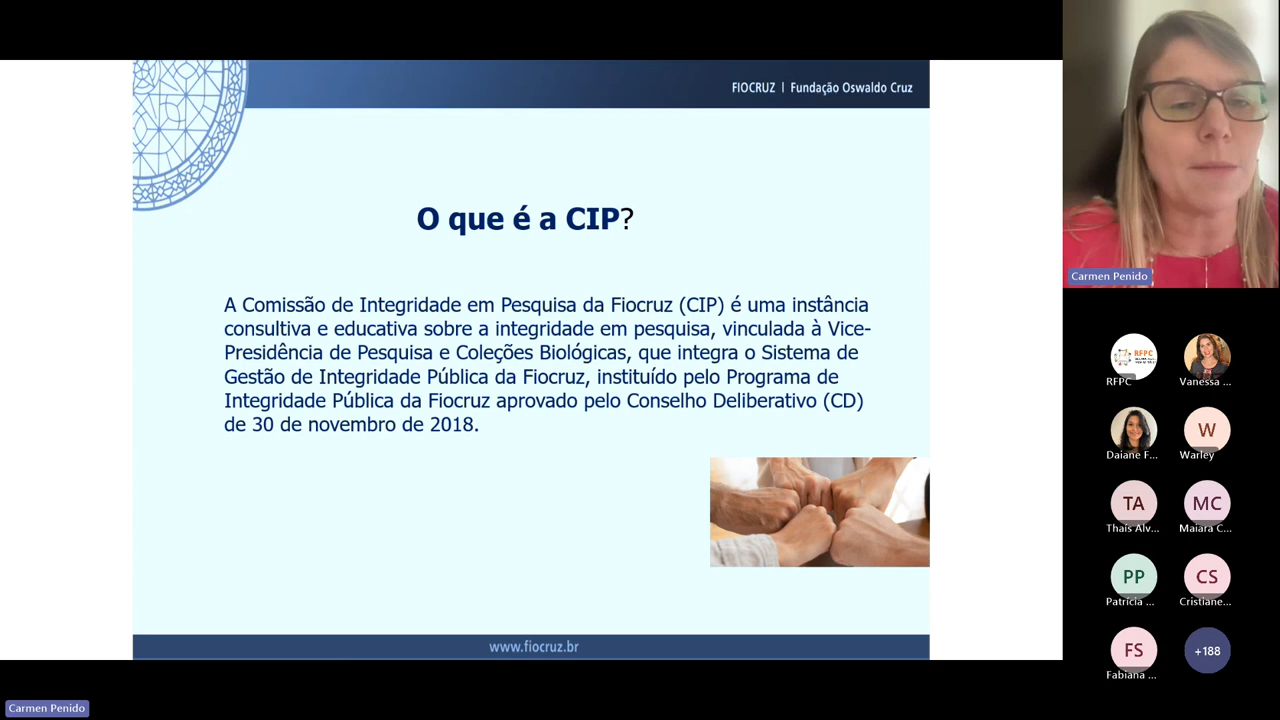 FIOCRUZ | Fundação Oswaldo Cruz
O que é a CIP?
A Comissão de Integridade em Pesquisa da Fiocruz (CIP) é uma instância
consultiva e educativa sobre a integridade em pesquisa, vinculada à Vice-
Presidência de Pesquisa e Coleções Biológicas, que integra o Sistema de
Gestão de Integridade Pública da Fiocruz, instituído pelo Programa de
Integridade Pública da Fiocruz aprovado pelo Conselho Deliberativo (CD)
de 30 de novembro de 2018.
www.fiocruz.br
Carmen Penido
RFPC
RFPC
Vanessa ...
Daiane F...
W
Warley
TA
Thaís Alv...
MC
Maiara C...
PP
Patrícia ...
CS
Cristiane...
FS
Fabiana ...
+188
Carmen Penido